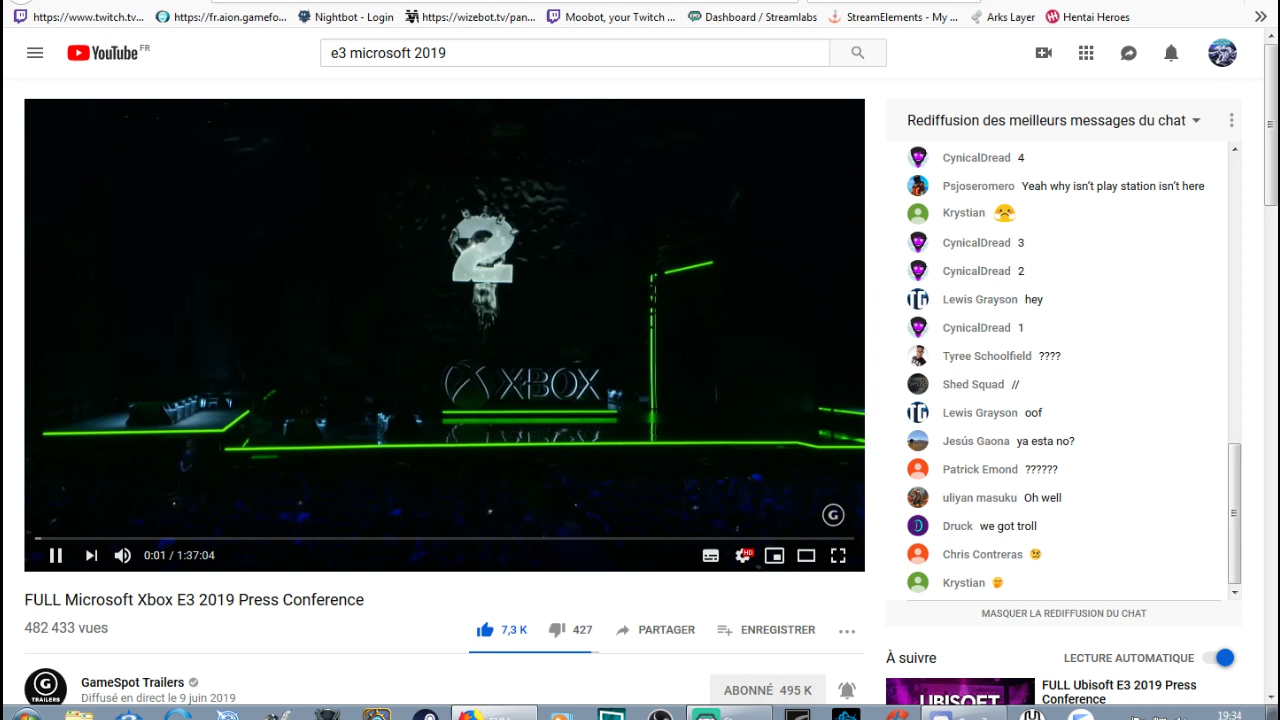 https://www.twitch.tv... https://fr.aion.gamefo... Nightbot - Login https://wizebot.tv/pan... Moobot, your Twitch ... Dashboard / Streamlabs StreamElements - My ... Arks Layer Hentai Heroes
YouTube FR
e3 microsoft 2019
2
XBOX
G
0:01 / 1:37:04
HD
FULL Microsoft Xbox E3 2019 Press Conference
482 433 vues
7,3 K 427 PARTAGER ENREGISTRER
G
TRAILERS
GameSpot Trailers
Diffusé en direct le 9 juin 2019
ABONNÉ 495 K
Rediffusion des meilleurs messages du chat
CynicalDread 4
Psjoseromero Yeah why isn't play station isn't here
Krystian
CynicalDread 3
CynicalDread 2
TG Lewis Grayson hey
CynicalDread 1
Tyree Schoolfield ????
Shed Squad //
TG Lewis Grayson oof
Jesús Gaona ya esta no?
Patrick Emond ??????
uliyan masuku Oh well
D Druck we got troll
Chris Contreras
Krystian
MASQUER LA REDIFFUSION DU CHAT
À suivre LECTURE AUTOMATIQUE
UBISOFT
FULL Ubisoft E3 2019 Press
Conference
19:34